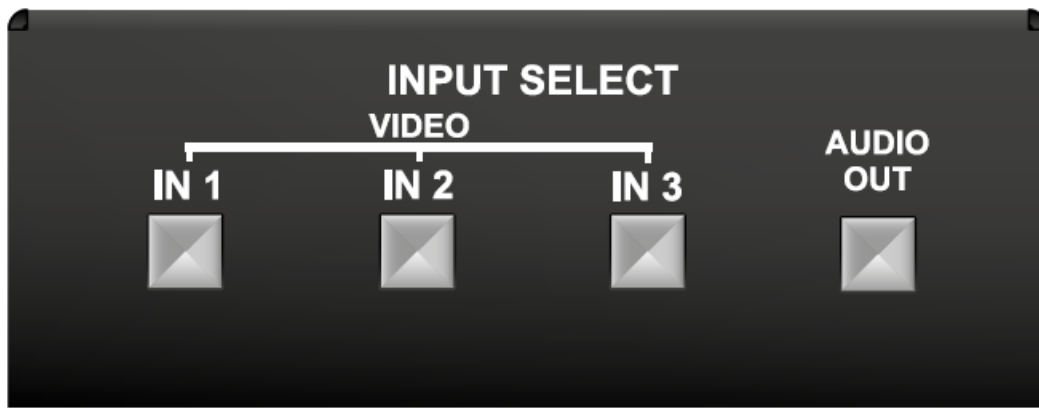 INPUT SELECT
VIDEO
IN 1 IN 2 IN 3
AUDIO
OUT